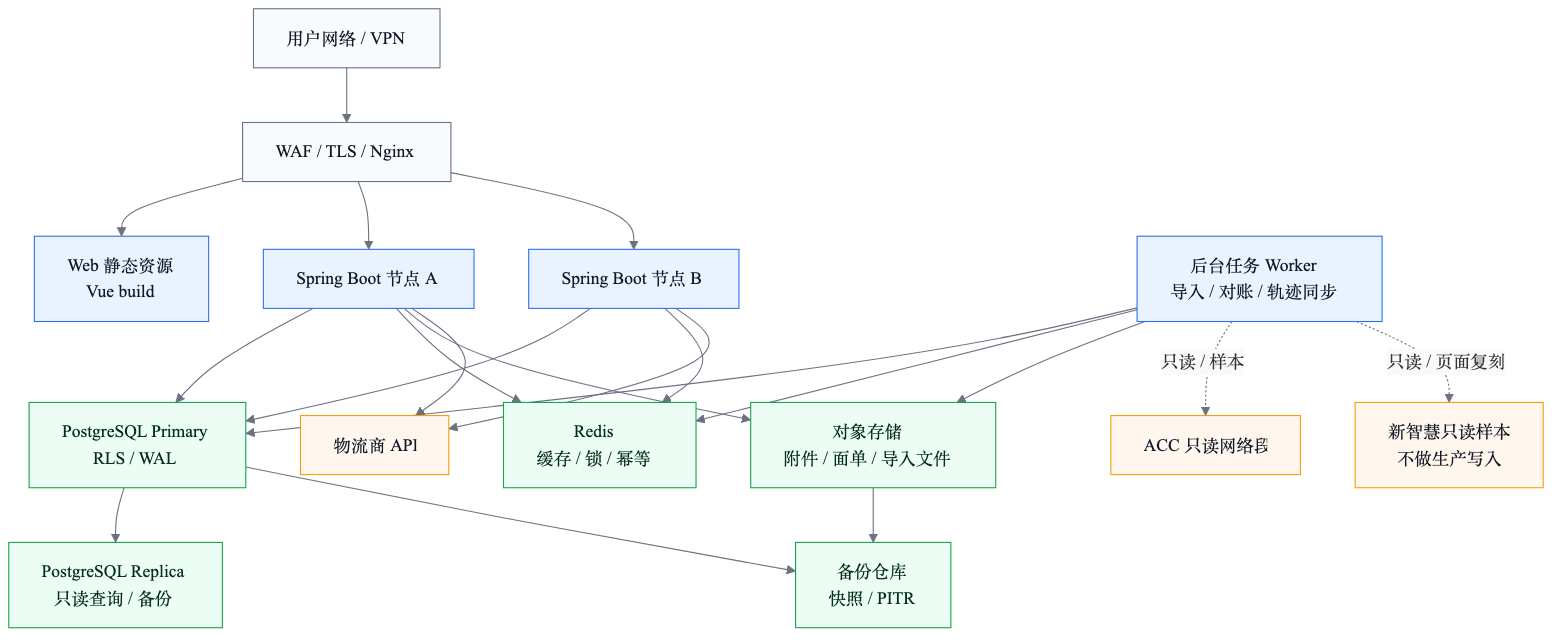 用户网络 / VPN
WAF / TLS / Nginx
Web 静态资源
Vue build
Spring Boot 节点 A
Spring Boot 节点 B
后台任务 Worker
导入 / 对账 / 轨迹同步
只读 / 样本
只读 / 页面复刻
PostgreSQL Primary
RLS / WAL
物流商 API
Redis
缓存 / 锁 / 幂等
对象存储
附件 / 面单 / 导入文件
ACC 只读网络段
新智慧只读样本
不做生产写入
PostgreSQL Replica
只读查询 / 备份
备份仓库
快照 / PITR